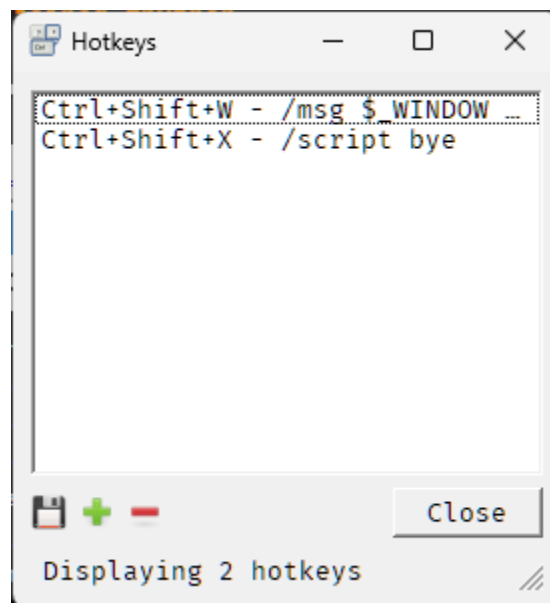 Hotkeys
Ctrl+Shift+W - /msg $_WINDOW …
Ctrl+Shift+X - /script bye
Close
Displaying 2 hotkeys